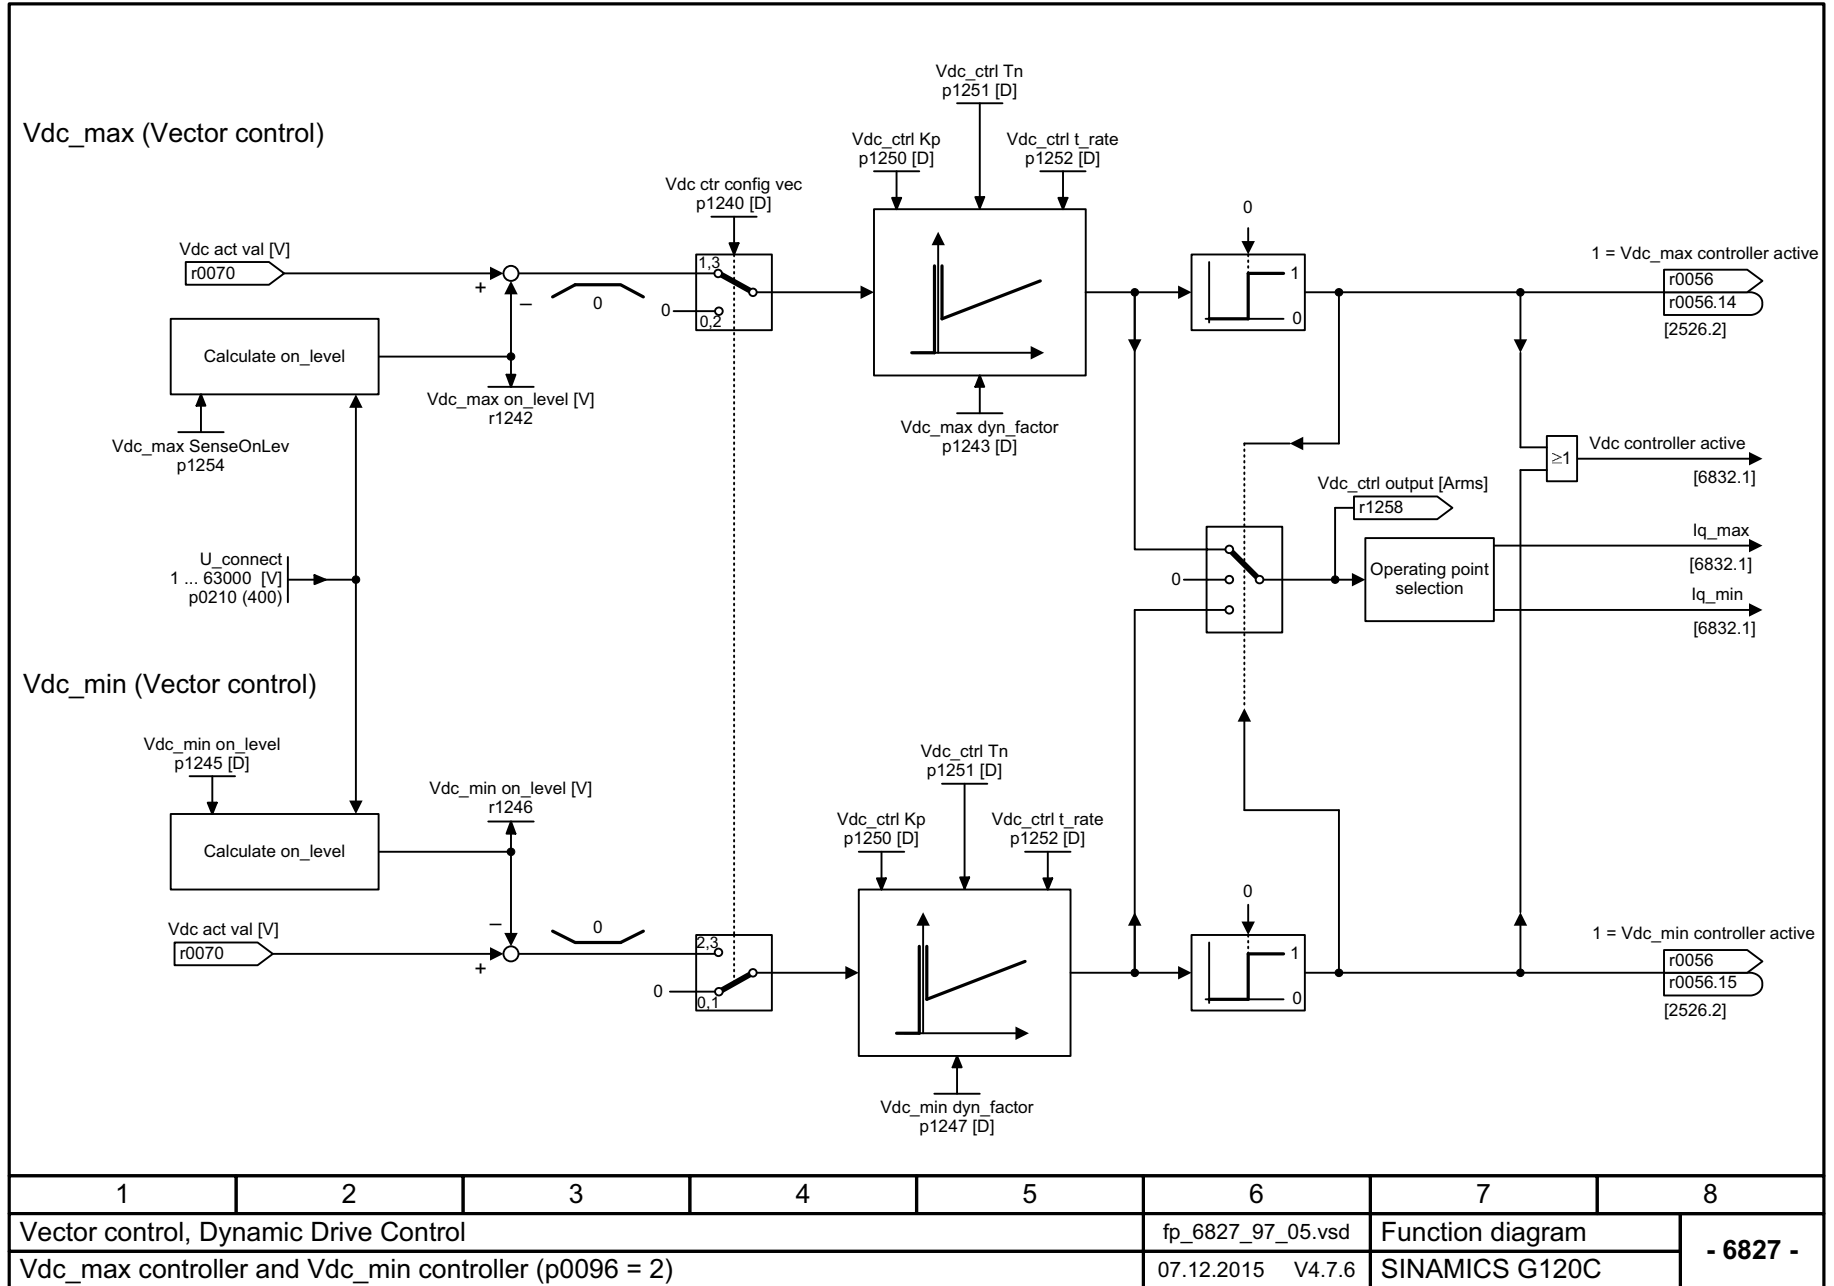 Vdc_max (Vector control)
Vdc_ctrl Tn
p1251 [D]
Vdc_ctrl Kp
p1250 [D]
Vdc_ctrl t_rate
p1252 [D]
Vdc ctr config vec
p1240 [D]
Vdc act val [V]
r0070
+
–
0
1,3
0
0,2
0
1
0
1 = Vdc_max controller active
r0056
r0056.14
[2526.2]
Calculate on_level
Vdc_max on_level [V]
r1242
Vdc_max SenseOnLev
p1254
Vdc_max dyn_factor
p1243 [D]
≥1
Vdc controller active
[6832.1]
Vdc_ctrl output [Arms]
r1258
U_connect
1 ... 63000 [V]
p0210 (400)
0
Operating point
selection
Iq_max
[6832.1]
Iq_min
[6832.1]
Vdc_min (Vector control)
Vdc_min on_level
p1245 [D]
Vdc_min on_level [V]
r1246
Vdc_ctrl Tn
p1251 [D]
Vdc_ctrl Kp
p1250 [D]
Vdc_ctrl t_rate
p1252 [D]
Calculate on_level
Vdc act val [V]
r0070
–
+
0
2,3
0
0,1
0
1
0
1 = Vdc_min controller active
r0056
r0056.15
[2526.2]
Vdc_min dyn_factor
p1247 [D]
1 2 3 4 5 6 7 8
Vector control, Dynamic Drive Control
fp_6827_97_05.vsd
Function diagram
- 6827 -
Vdc_max controller and Vdc_min controller (p0096 = 2)
07.12.2015 V4.7.6
SINAMICS G120C